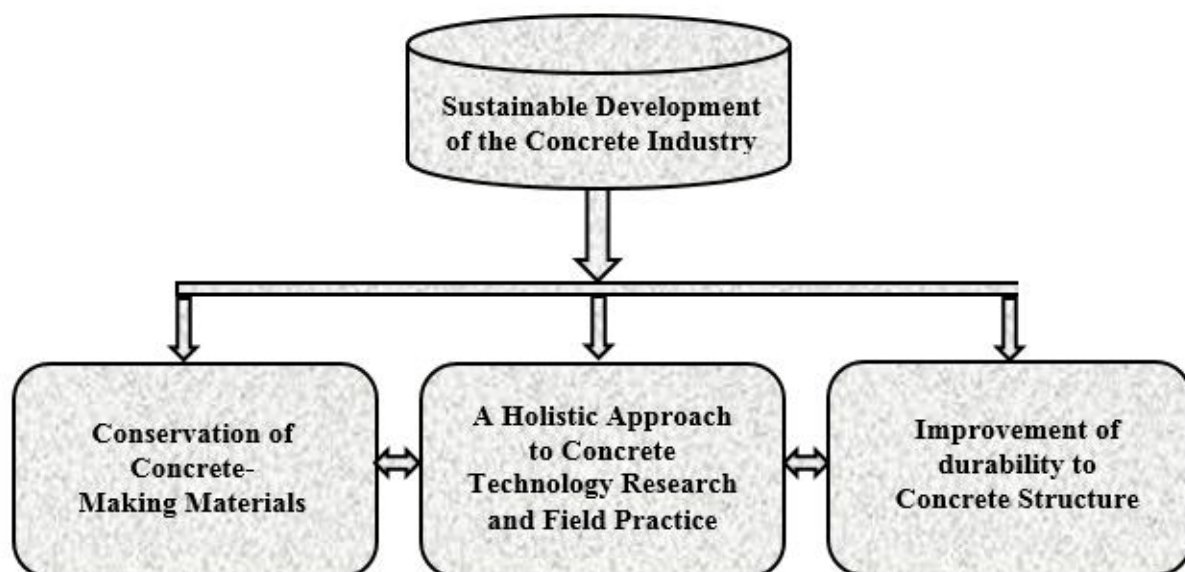 Sustainable Development
of the Concrete Industry
Conservation of
Concrete-
Making Materials
A Holistic Approach
to Concrete
Technology Research
and Field Practice
Improvement of
durability to
Concrete Structure